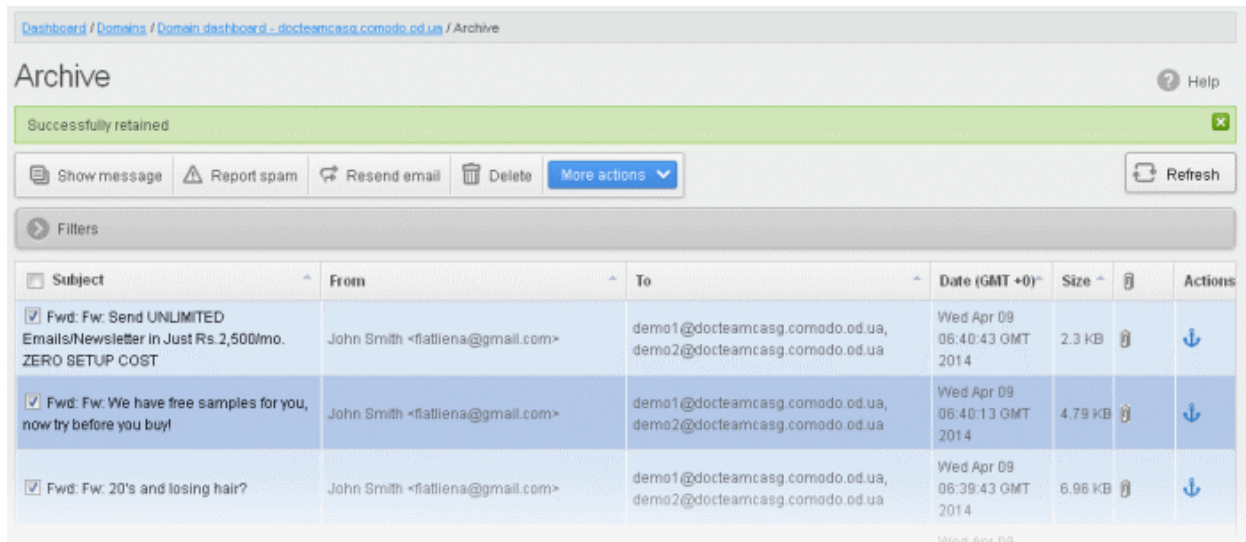 Dashboard / Domains / Domain dashboard - docteamcasg.comodo.od.ua / Archive
Archive
Help
Successfully retained
Show message Report spam Resend email Delete More actions Refresh
Filters
Subject From To Date (GMT +0) Size Actions
Fwd: Fw: Send UNLIMITED
Emails/Newsletter in Just Rs.2,500/mo.
ZERO SETUP COST
John Smith <flatliena@gmail.com>
demo1@docteamcasg.comodo.od.ua,
demo2@docteamcasg.comodo.od.ua
Wed Apr 09
06:40:43 GMT
2014
2.3 KB
Fwd: Fw: We have free samples for you,
now try before you buy!
John Smith <flatliena@gmail.com>
demo1@docteamcasg.comodo.od.ua,
demo2@docteamcasg.comodo.od.ua
Wed Apr 09
06:40:13 GMT
2014
4.79 KB
Fwd: Fw: 20's and losing hair?
John Smith <flatliena@gmail.com>
demo1@docteamcasg.comodo.od.ua,
demo2@docteamcasg.comodo.od.ua
Wed Apr 09
06:39:43 GMT
2014
6.96 KB
Wed Apr 09